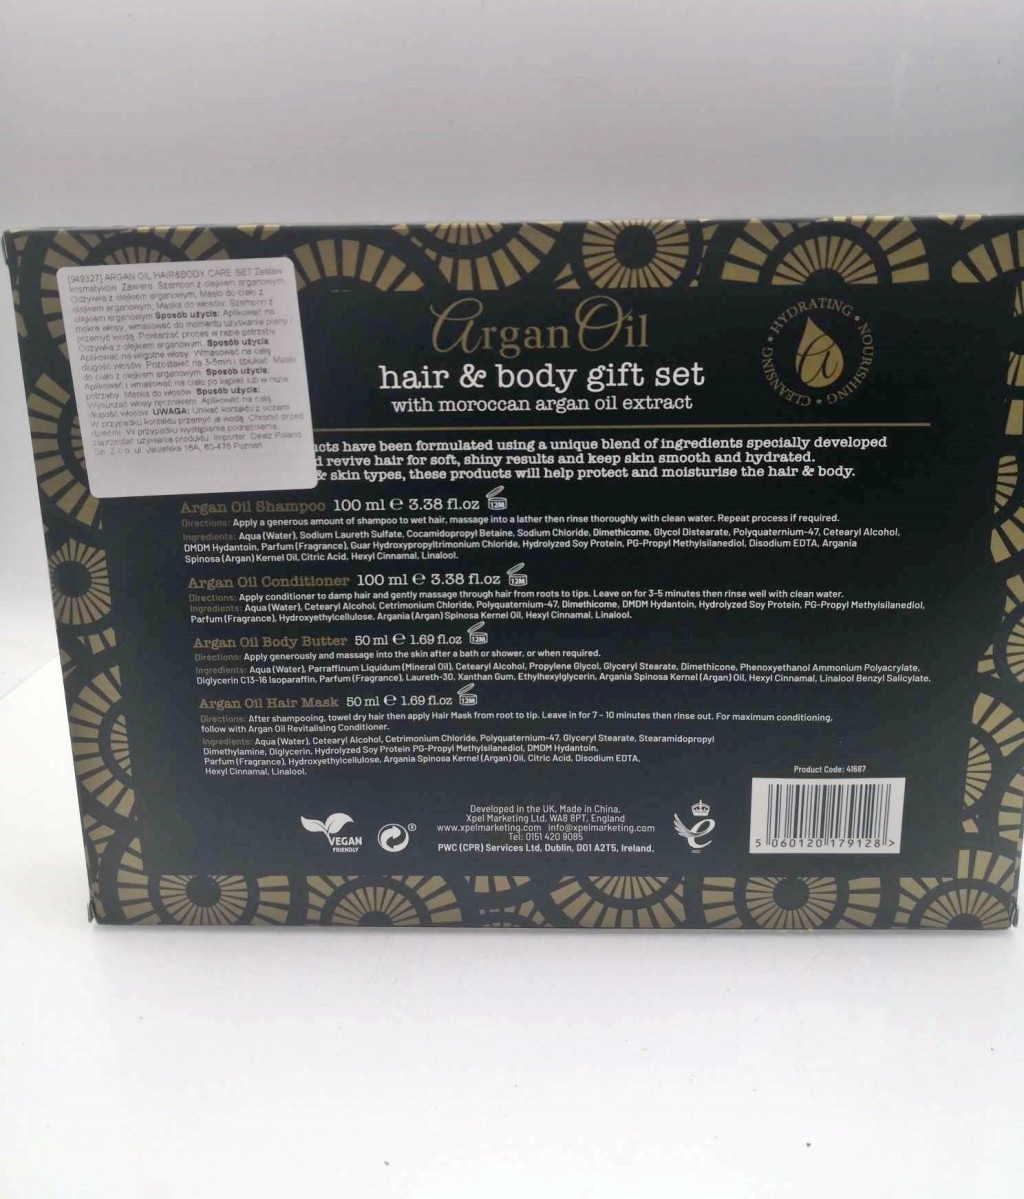 [949327] ARGAN OIL HAIR&BODY CARE SET Zestaw
kosmetyków. Zawiera: Szampon z olejkiem arganowym,
Odżywka z olejkiem arganowym, Masło do ciała z
olejkiem arganowym, Maska do włosów. Szampon z
olejkiem arganowym Sposób użycia: Aplikować na
mokre włosy, wmasować do momentu uzyskania piany i
przemyć wodą. Powtarzać proces w razie potrzeby.
Odżywka z olejkiem arganowym. Sposób użycia
Aplikować na wilgotne włosy. Wmasować na całą
długość włosów. Pozostawić na 3-5min i spłukać. Masło
do ciała z olejkiem arganowym. Sposób użycia:
Aplikować i wmasować na ciało po kąpieli lub w razie
potrzeby. Maska do włosów. Sposób użycia:
Wysuszać włosy ręcznikiem. Aplikować na całą
długość włosów. UWAGA: Unikać kontaktu z oczami.
W przypadku kontaktu przemyć je wodą. Chronić przed
dziećmi. W przypadku wystąpienia podrażnienia,
zaprzestać używania produktu. Importer: Dealz Poland
Sp. Z o.o. ul. 16A, 60-476 Poznań
Argan Oil
hair & body gift set
with moroccan argan oil extract
CLEANSING • HYDRATING • NOURISHING •
ucts have been formulated using a unique blend of ingredients specially developed
d revive hair for soft, shiny results and keep skin smooth and hydrated.
& skin types, these products will help protect and moisturise the hair & body.
Argan Oil Shampoo 100 ml ℮ 3.38 fl.oz 12M
Directions: Apply a generous amount of shampoo to wet hair, massage into a lather then rinse thoroughly with clean water. Repeat process if required.
Ingredients: Aqua (Water), Sodium Laureth Sulfate, Cocamidopropyl Betaine, Sodium Chloride, Dimethicome, Glycol Distearate, Polyquaternium-47, Cetearyl Alcohol,
DMDM Hydantoin, Parfum (Fragrance), Guar Hydroxypropyltrimonium Chloride, Hydrolyzed Soy Protein, PG-Propyl Methylsilanediol, Disodium EDTA, Argania
Spinosa (Argan) Kernel Oil, Citric Acid, Hexyl Cinnamal, Linalool.
Argan Oil Conditioner 100 ml ℮ 3.38 fl.oz 12M
Directions: Apply conditioner to damp hair and gently massage through hair from roots to tips. Leave on for 3-5 minutes then rinse well with clean water.
Ingredients: Aqua (Water), Cetearyl Alcohol, Cetrimonium Chloride, Polyquaternium-47, Dimethicome, DMDM Hydantoin, Hydrolyzed Soy Protein, PG-Propyl Methylsilanediol,
Parfum (Fragrance), Hydroxyethylcellulose, Argania (Argan) Spinosa Kernel Oil, Hexyl Cinnamal, Linalool.
Argan Oil Body Butter 50 ml ℮ 1.69 fl.oz 12M
Directions: Apply generously and massage into the skin after a bath or shower, or when required.
Ingredients: Aqua (Water), Parraffinum Liquidum (Mineral Oil), Cetearyl Alcohol, Propylene Glycol, Glyceryl Stearate, Dimethicone, Phenoxyethanol Ammonium Polyacrylate,
Diglycerin C13-16 Isoparaffin, Parfum (Fragrance), Laureth-30, Xanthan Gum, Ethylhexylglycerin, Argania Spinosa Kernel (Argan) Oil, Hexyl Cinnamal, Linalool Benzyl Salicylate.
Argan Oil Hair Mask 50 ml ℮ 1.69 fl.oz 12M
Directions: After shampooing, towel dry hair then apply Hair Mask from root to tip. Leave in for 7 - 10 minutes then rinse out. For maximum conditioning,
follow with Argan Oil Revitalising Conditioner.
Ingredients: Aqua (Water), Cetearyl Alcohol, Cetrimonium Chloride, Polyquaternium-47, Glyceryl Stearate, Stearamidopropyl
Dimethylamine, Diglycerin, Hydrolyzed Soy Protein PG-Propyl Methylsilanediol, DMDM Hydantoin,
Parfum (Fragrance), Hydroxyethylcellulose, Argania Spinosa Kernel (Argan) Oil, Citric Acid, Disodium EDTA,
Hexyl Cinnamal, Linalool.
Product Code: 41687
VEGAN
FRIENDLY
Developed in the UK, Made in China.
Xpel Marketing Ltd, WA8 8PT, England
www.xpelmarketing.com info@xpelmarketing.com
Tel: 0151 420 9085
PWC (CPR) Services Ltd, Dublin, D01 A2T5, Ireland.
5 060120 179128 >